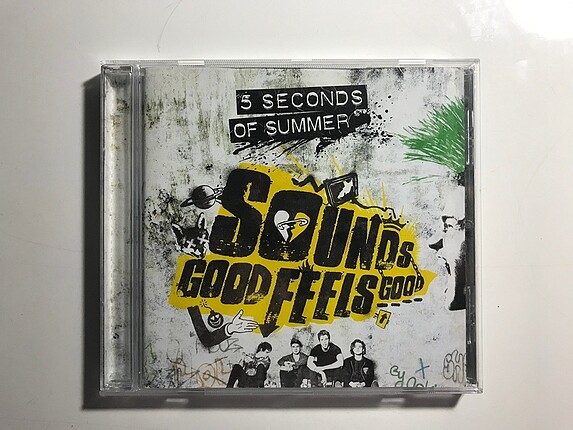 5 SECONDS
OF SUMMER
SOUNDS
GOOD FEELS GOOD